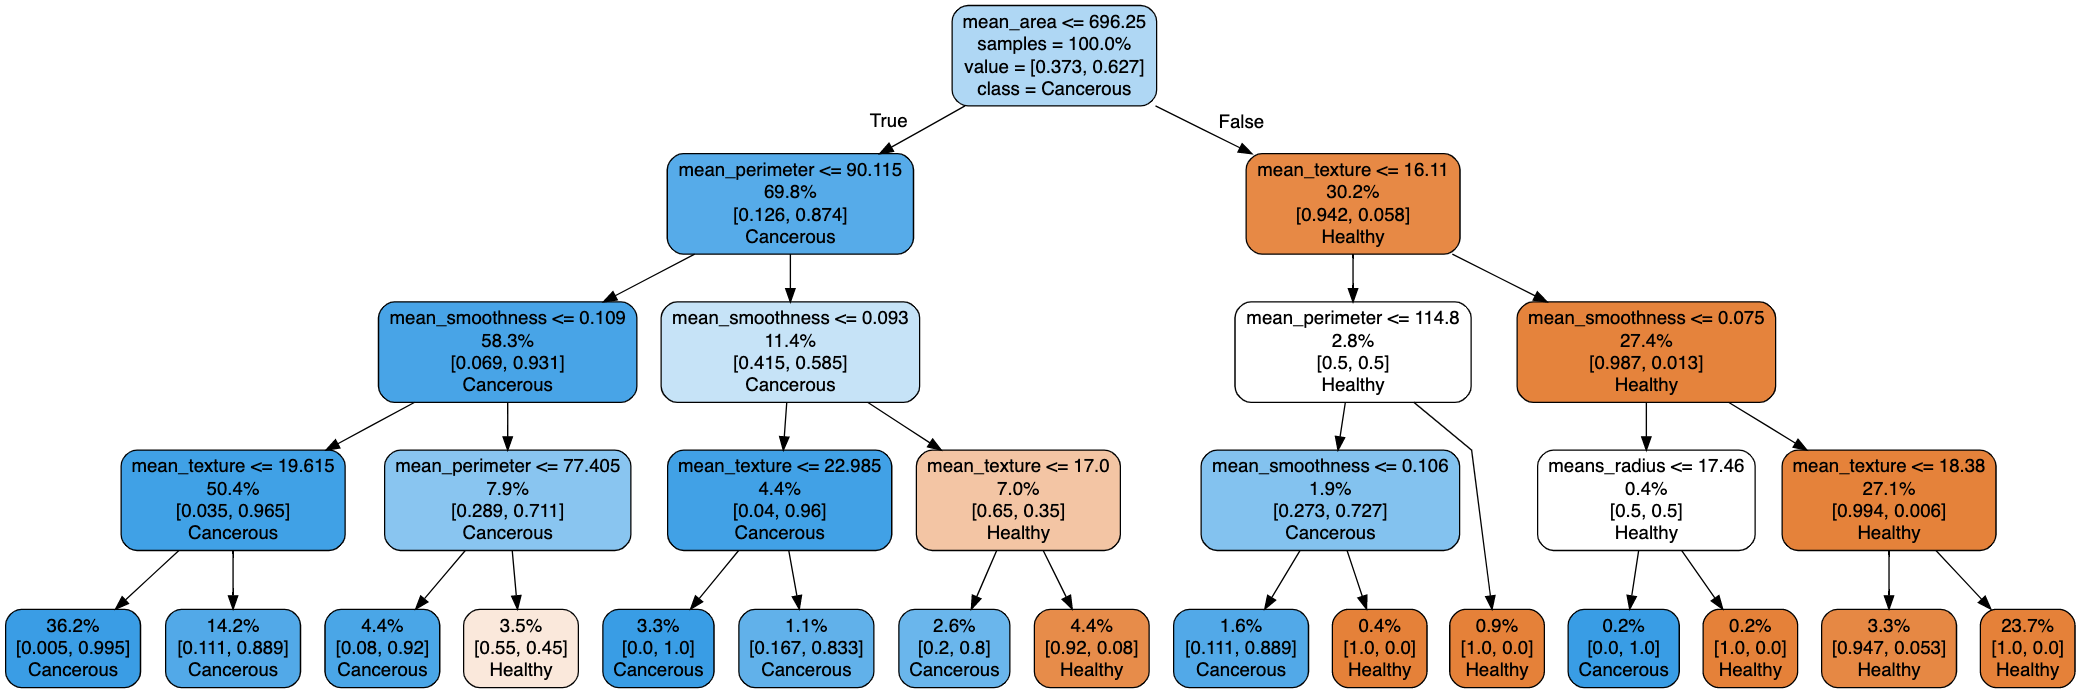 mean_area <= 696.25
samples = 100.0%
value = [0.373, 0.627]
class = Cancerous
True
False
mean_perimeter <= 90.115
69.8%
[0.126, 0.874]
Cancerous
mean_texture <= 16.11
30.2%
[0.942, 0.058]
Healthy
mean_smoothness <= 0.109
58.3%
[0.069, 0.931]
Cancerous
mean_smoothness <= 0.093
11.4%
[0.415, 0.585]
Cancerous
mean_perimeter <= 114.8
2.8%
[0.5, 0.5]
Healthy
mean_smoothness <= 0.075
27.4%
[0.987, 0.013]
Healthy
mean_texture <= 19.615
50.4%
[0.035, 0.965]
Cancerous
mean_perimeter <= 77.405
7.9%
[0.289, 0.711]
Cancerous
mean_texture <= 22.985
4.4%
[0.04, 0.96]
Cancerous
mean_texture <= 17.0
7.0%
[0.65, 0.35]
Healthy
mean_smoothness <= 0.106
1.9%
[0.273, 0.727]
Cancerous
means_radius <= 17.46
0.4%
[0.5, 0.5]
Healthy
mean_texture <= 18.38
27.1%
[0.994, 0.006]
Healthy
36.2%
[0.005, 0.995]
Cancerous
14.2%
[0.111, 0.889]
Cancerous
4.4%
[0.08, 0.92]
Cancerous
3.5%
[0.55, 0.45]
Healthy
3.3%
[0.0, 1.0]
Cancerous
1.1%
[0.167, 0.833]
Cancerous
2.6%
[0.2, 0.8]
Cancerous
4.4%
[0.92, 0.08]
Healthy
1.6%
[0.111, 0.889]
Cancerous
0.4%
[1.0, 0.0]
Healthy
0.9%
[1.0, 0.0]
Healthy
0.2%
[0.0, 1.0]
Cancerous
0.2%
[1.0, 0.0]
Healthy
3.3%
[0.947, 0.053]
Healthy
23.7%
[1.0, 0.0]
Healthy